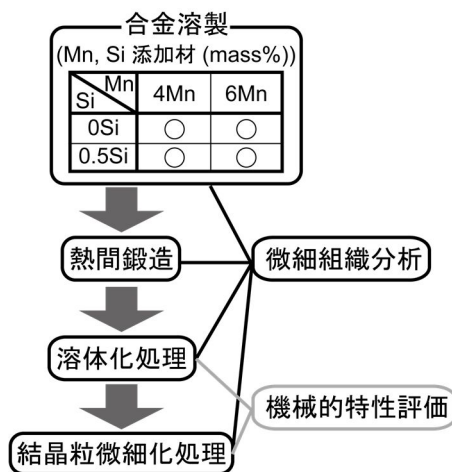 合金溶製
(Mn, Si 添加材 (mass%))
Mn
Si
4Mn
6Mn
0Si
○
○
0.5Si
○
○
熱間鍛造
微細組織分析
溶体化処理
機械的特性評価
結晶粒微細化処理